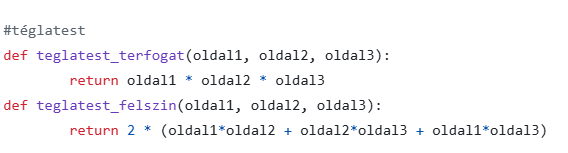 #téglatest
def teglatest_terfogat(oldal1, oldal2, oldal3):
        return oldal1 * oldal2 * oldal3
def teglatest_felszin(oldal1, oldal2, oldal3):
        return 2 * (oldal1*oldal2 + oldal2*oldal3 + oldal1*oldal3)